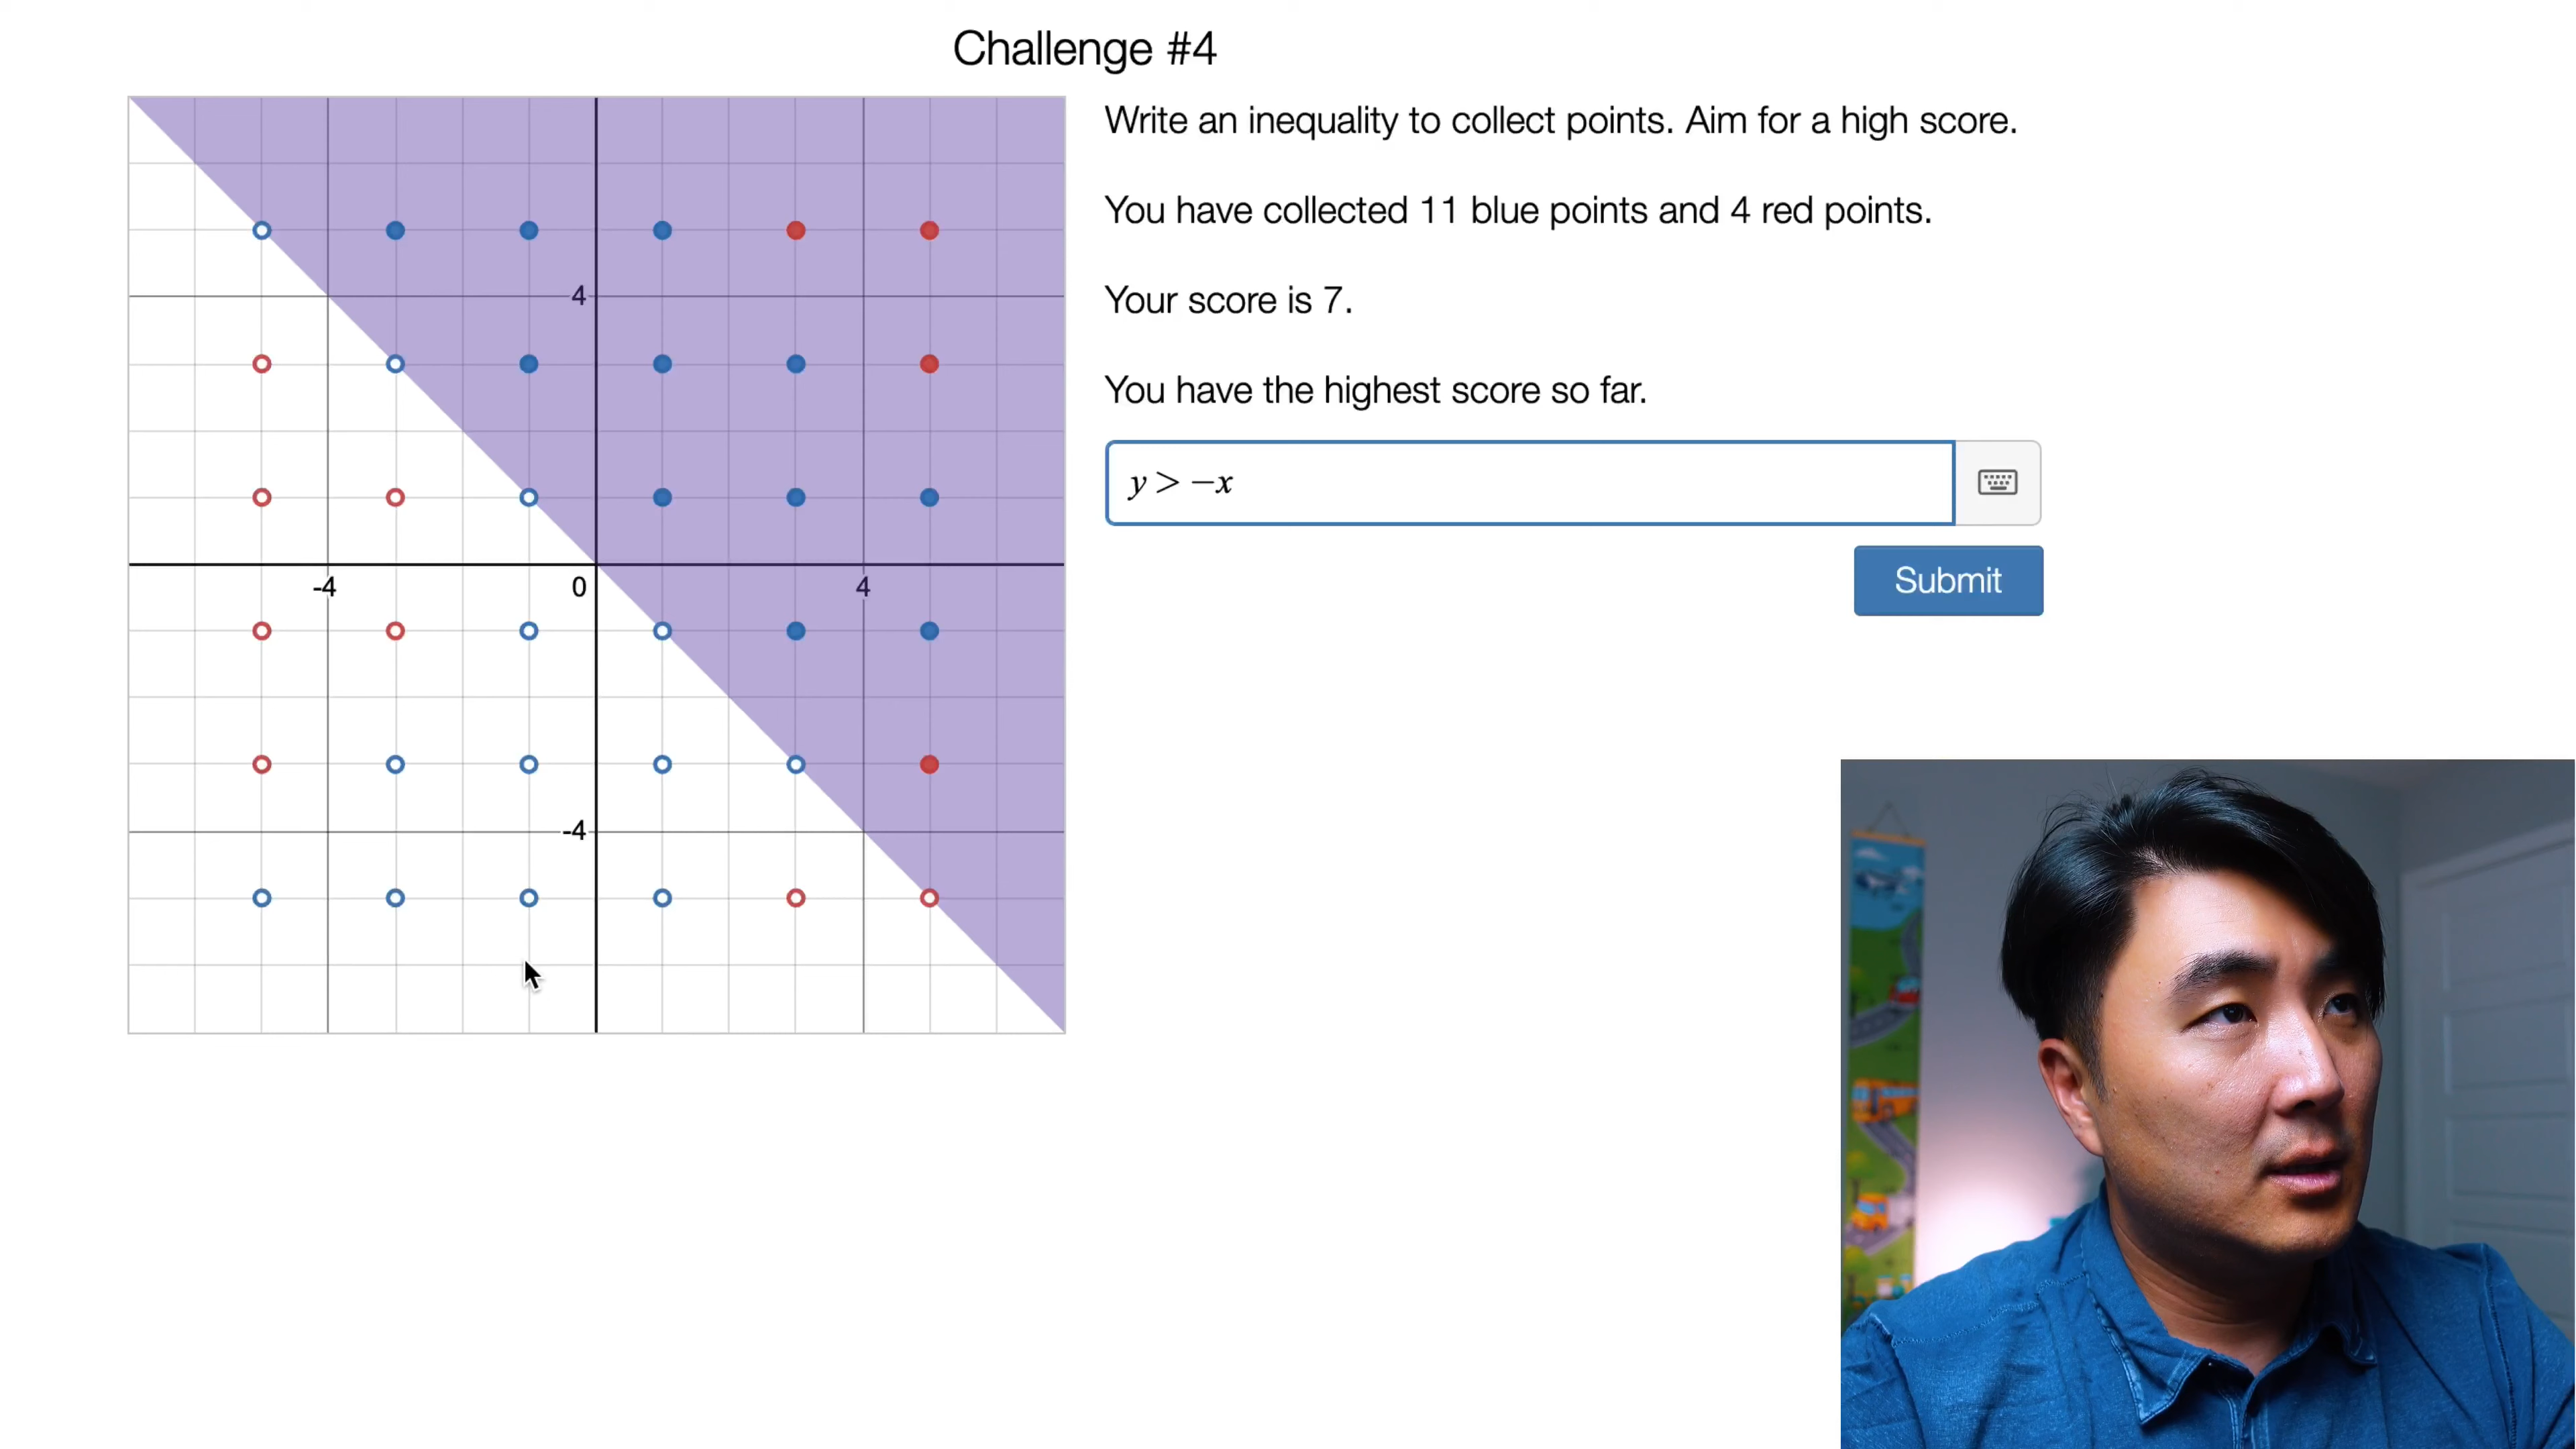 Challenge #4
Write an inequality to collect points. Aim for a high score.
You have collected 11 blue points and 4 red points.
Your score is 7.
You have the highest score so far.
y > −x
Submit
4
-4
0
4
-4